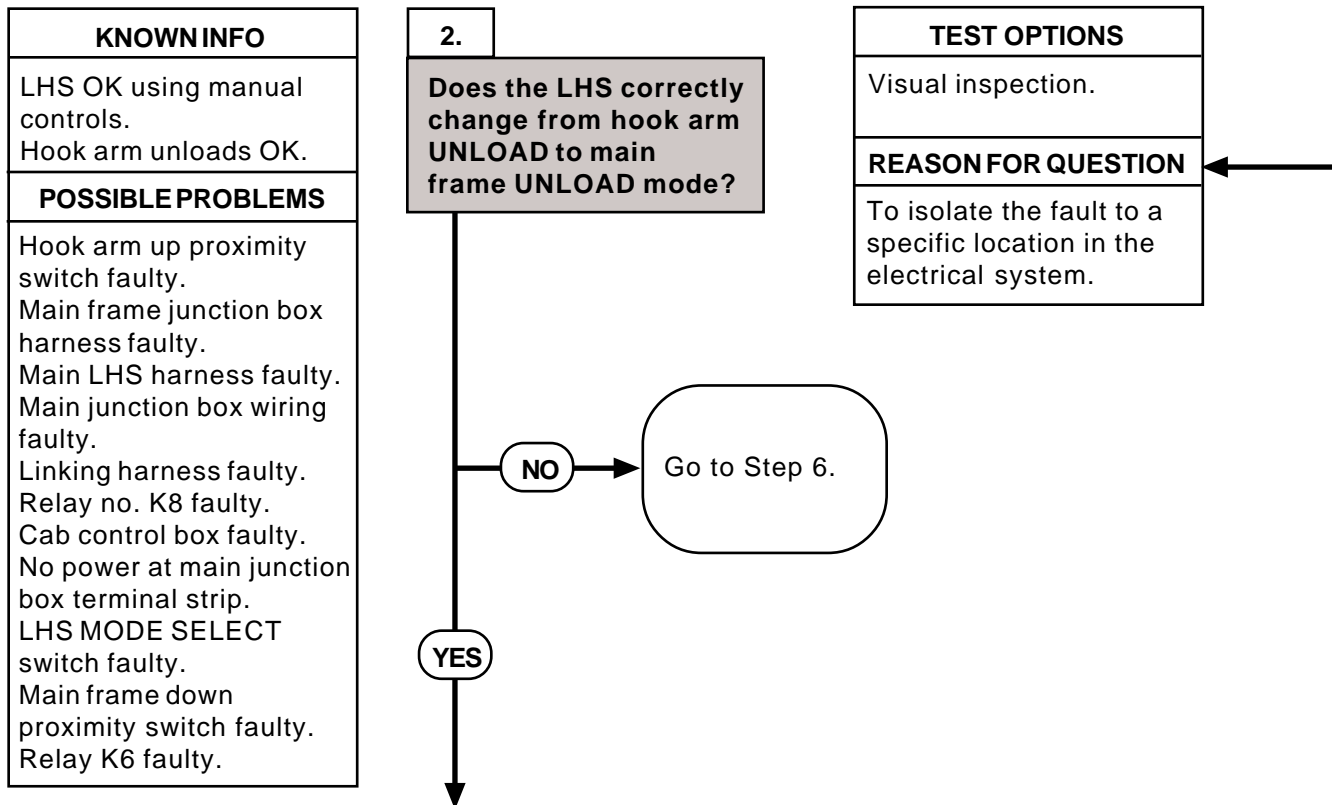 KNOWN INFO
LHS OK using manual
controls.
Hook arm unloads OK.
POSSIBLE PROBLEMS
Hook arm up proximity
switch faulty.
Main frame junction box
harness faulty.
Main LHS harness faulty.
Main junction box wiring
faulty.
Linking harness faulty.
Relay no. K8 faulty.
Cab control box faulty.
No power at main junction
box terminal strip.
LHS MODE SELECT
switch faulty.
Main frame down
proximity switch faulty.
Relay K6 faulty.
2.
Does the LHS correctly
change from hook arm
UNLOAD to main
frame UNLOAD mode?
NO
Go to Step 6.
YES
TEST OPTIONS
Visual inspection.
REASON FOR QUESTION
To isolate the fault to a
specific location in the
electrical system.